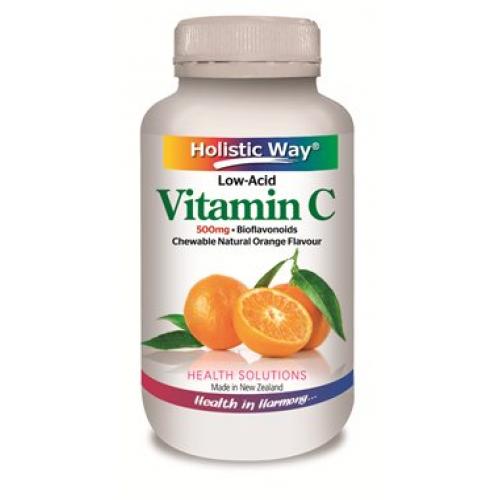 Holistic Way®
Low-Acid
Vitamin C
500mg • Bioflavonoids
Chewable Natural Orange Flavour
HEALTH SOLUTIONS
Made in New Zealand
Health in Harmony...